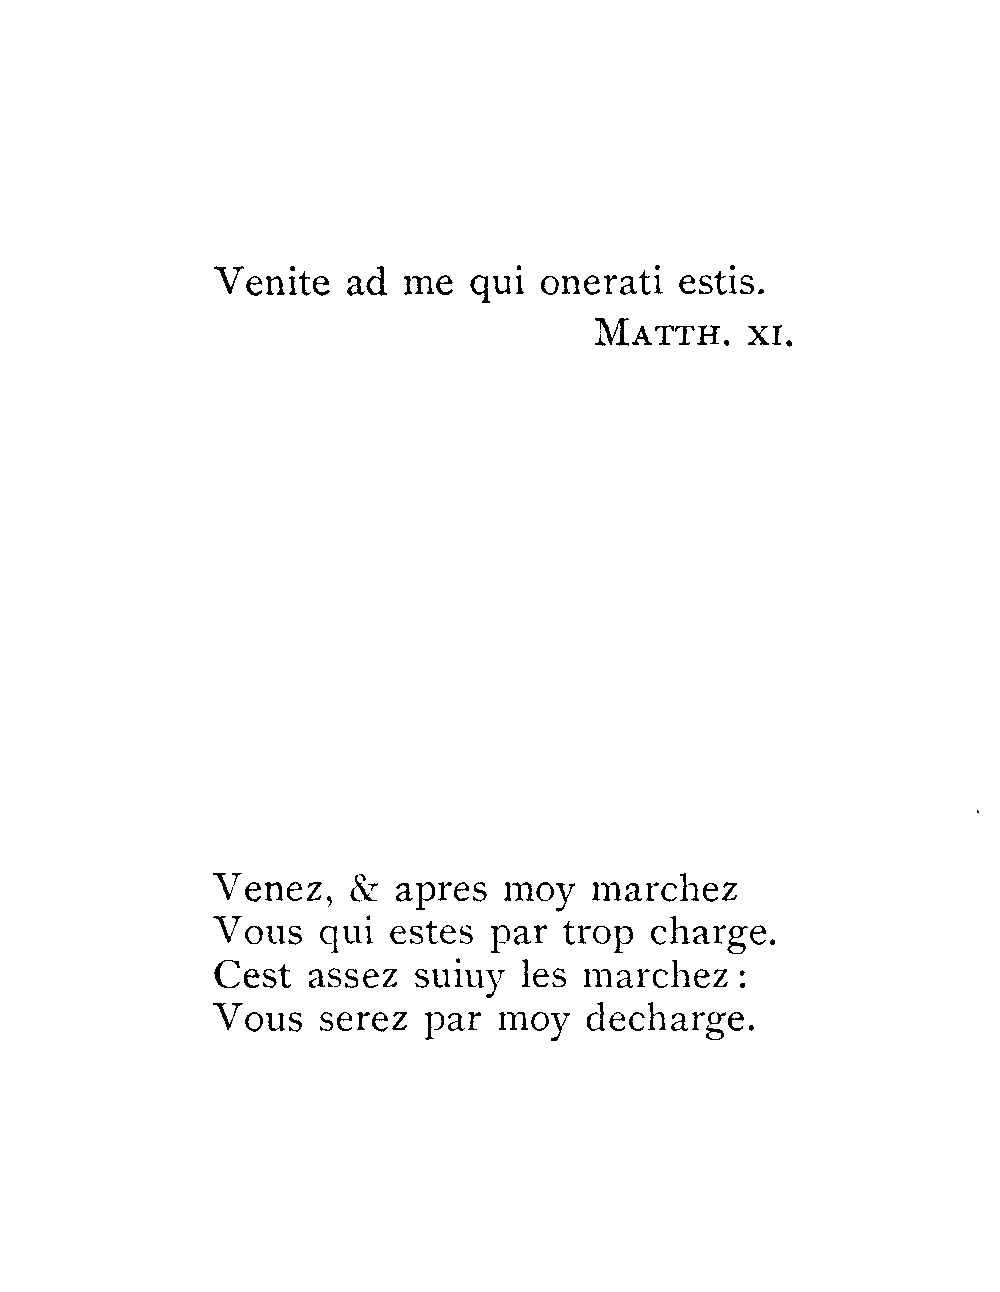 Venite ad me qui onerati estis.
MATTH. XI.
Venez, & apres moy marchez
Vous qui estes par trop charge.
Cest assez suiuy les marchez :
Vous serez par moy decharge.